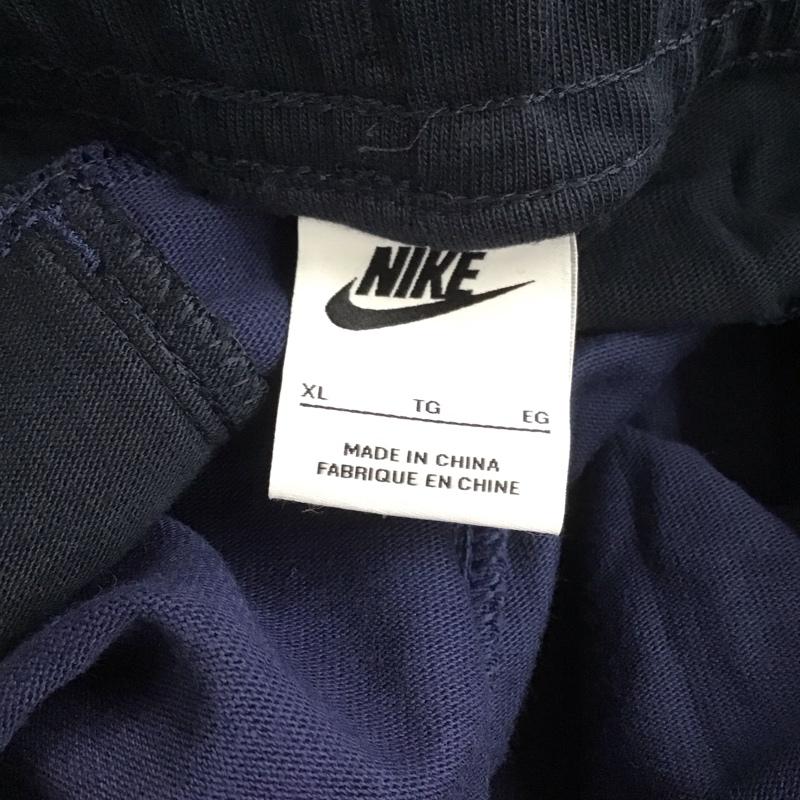 NIKE
XL TG EG
MADE IN CHINA
FABRIQUE EN CHINE